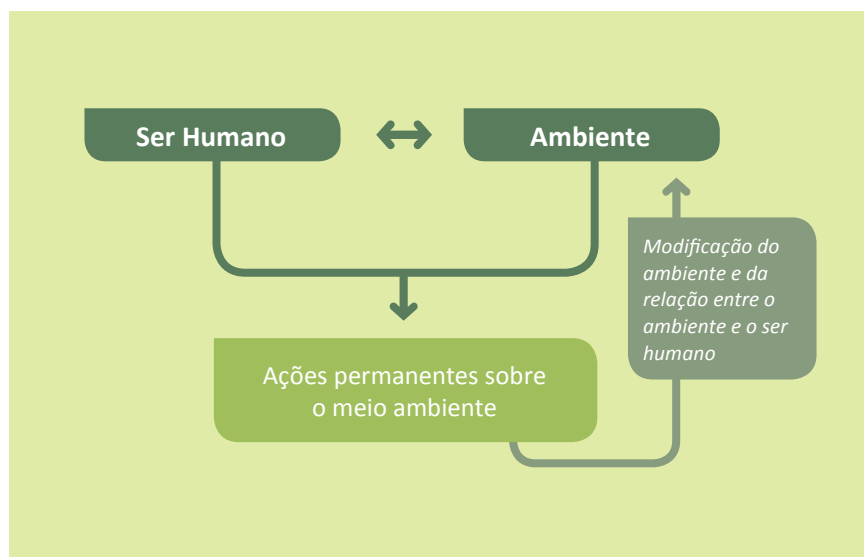 Ser Humano
Ambiente
Modificação do
ambiente e da
relação entre o
ambiente e o ser
humano
Ações permanentes sobre
o meio ambiente